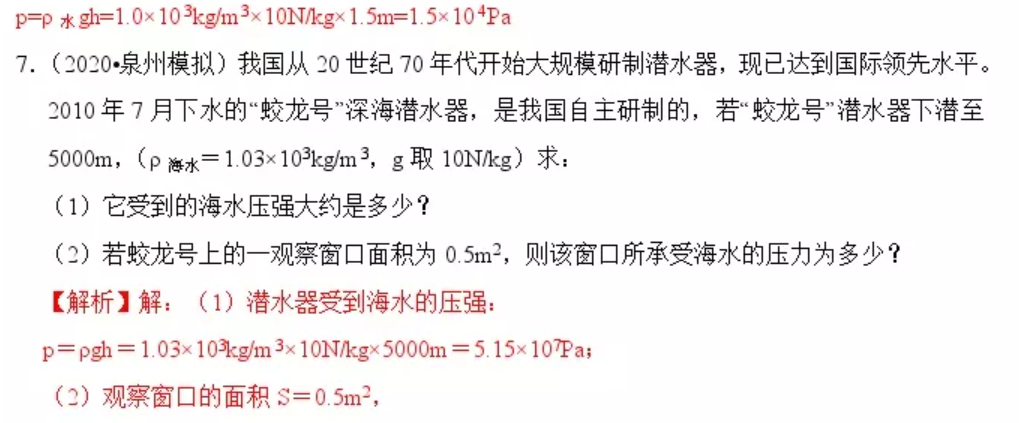 p=ρ水gh=1.0×10³kg/m³×10N/kg×1.5m=1.5×10⁴Pa
7.（2020•泉州模拟）我国从20世纪70年代开始大规模研制潜水器，现已达到国际领先水平。
2010年7月下水的“蛟龙号”深海潜水器，是我国自主研制的，若“蛟龙号”潜水器下潜至
5000m，（ρ海水＝1.03×10³kg/m³，g取10N/kg）求：
（1）它受到的海水压强大约是多少？
（2）若蛟龙号上的一观察窗口面积为0.5m²，则该窗口所承受海水的压力为多少？
【解析】解：（1）潜水器受到海水的压强：
p＝ρgh＝1.03×10³kg/m³×10N/kg×5000m＝5.15×10⁷Pa；
（2）观察窗口的面积S＝0.5m²，